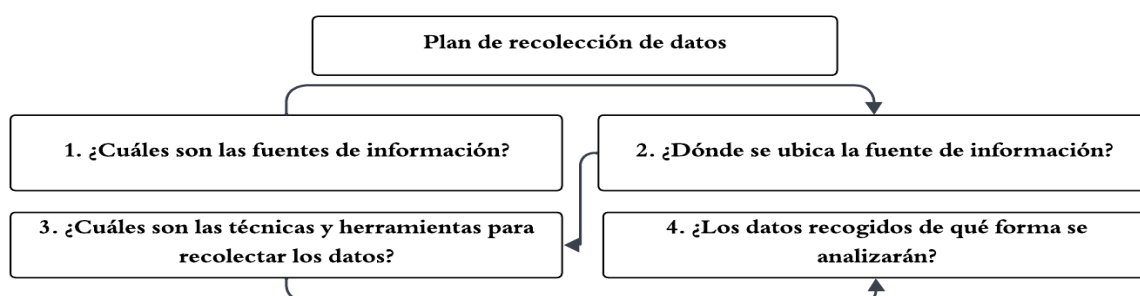 Plan de recolección de datos
1. ¿Cuáles son las fuentes de información?
2. ¿Dónde se ubica la fuente de información?
3. ¿Cuáles son las técnicas y herramientas para
recolectar los datos?
4. ¿Los datos recogidos de qué forma se
analizarán?